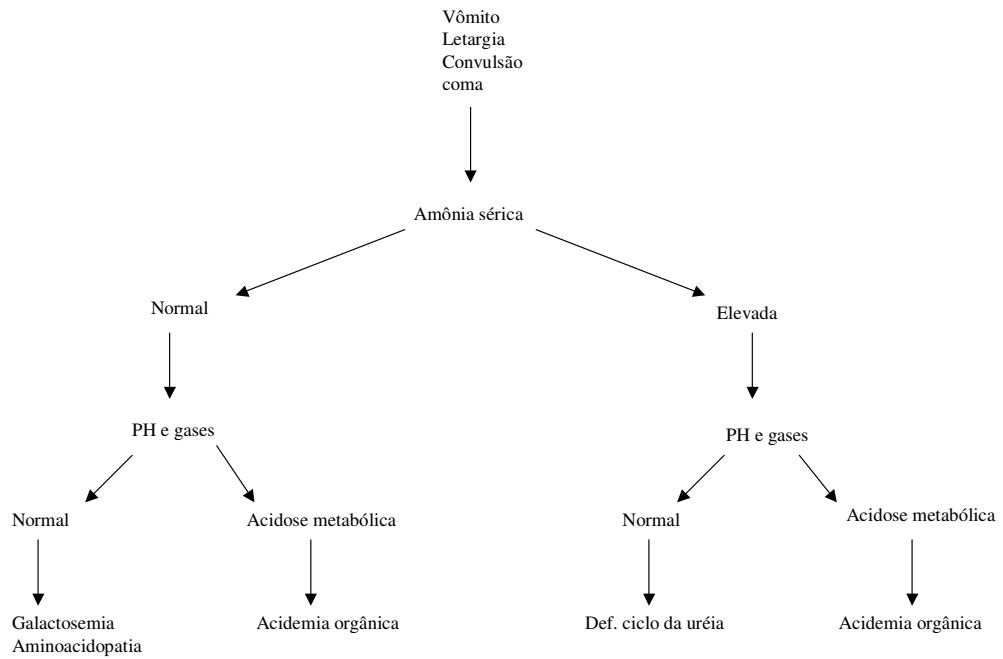 Vômito
Letargia
Convulsão
coma
Amônia sérica
Normal
Elevada
PH e gases
PH e gases
Normal
Acidose metabólica
Normal
Acidose metabólica
Galactosemia
Aminoacidopatia
Acidemia orgânica
Def. ciclo da uréia
Acidemia orgânica